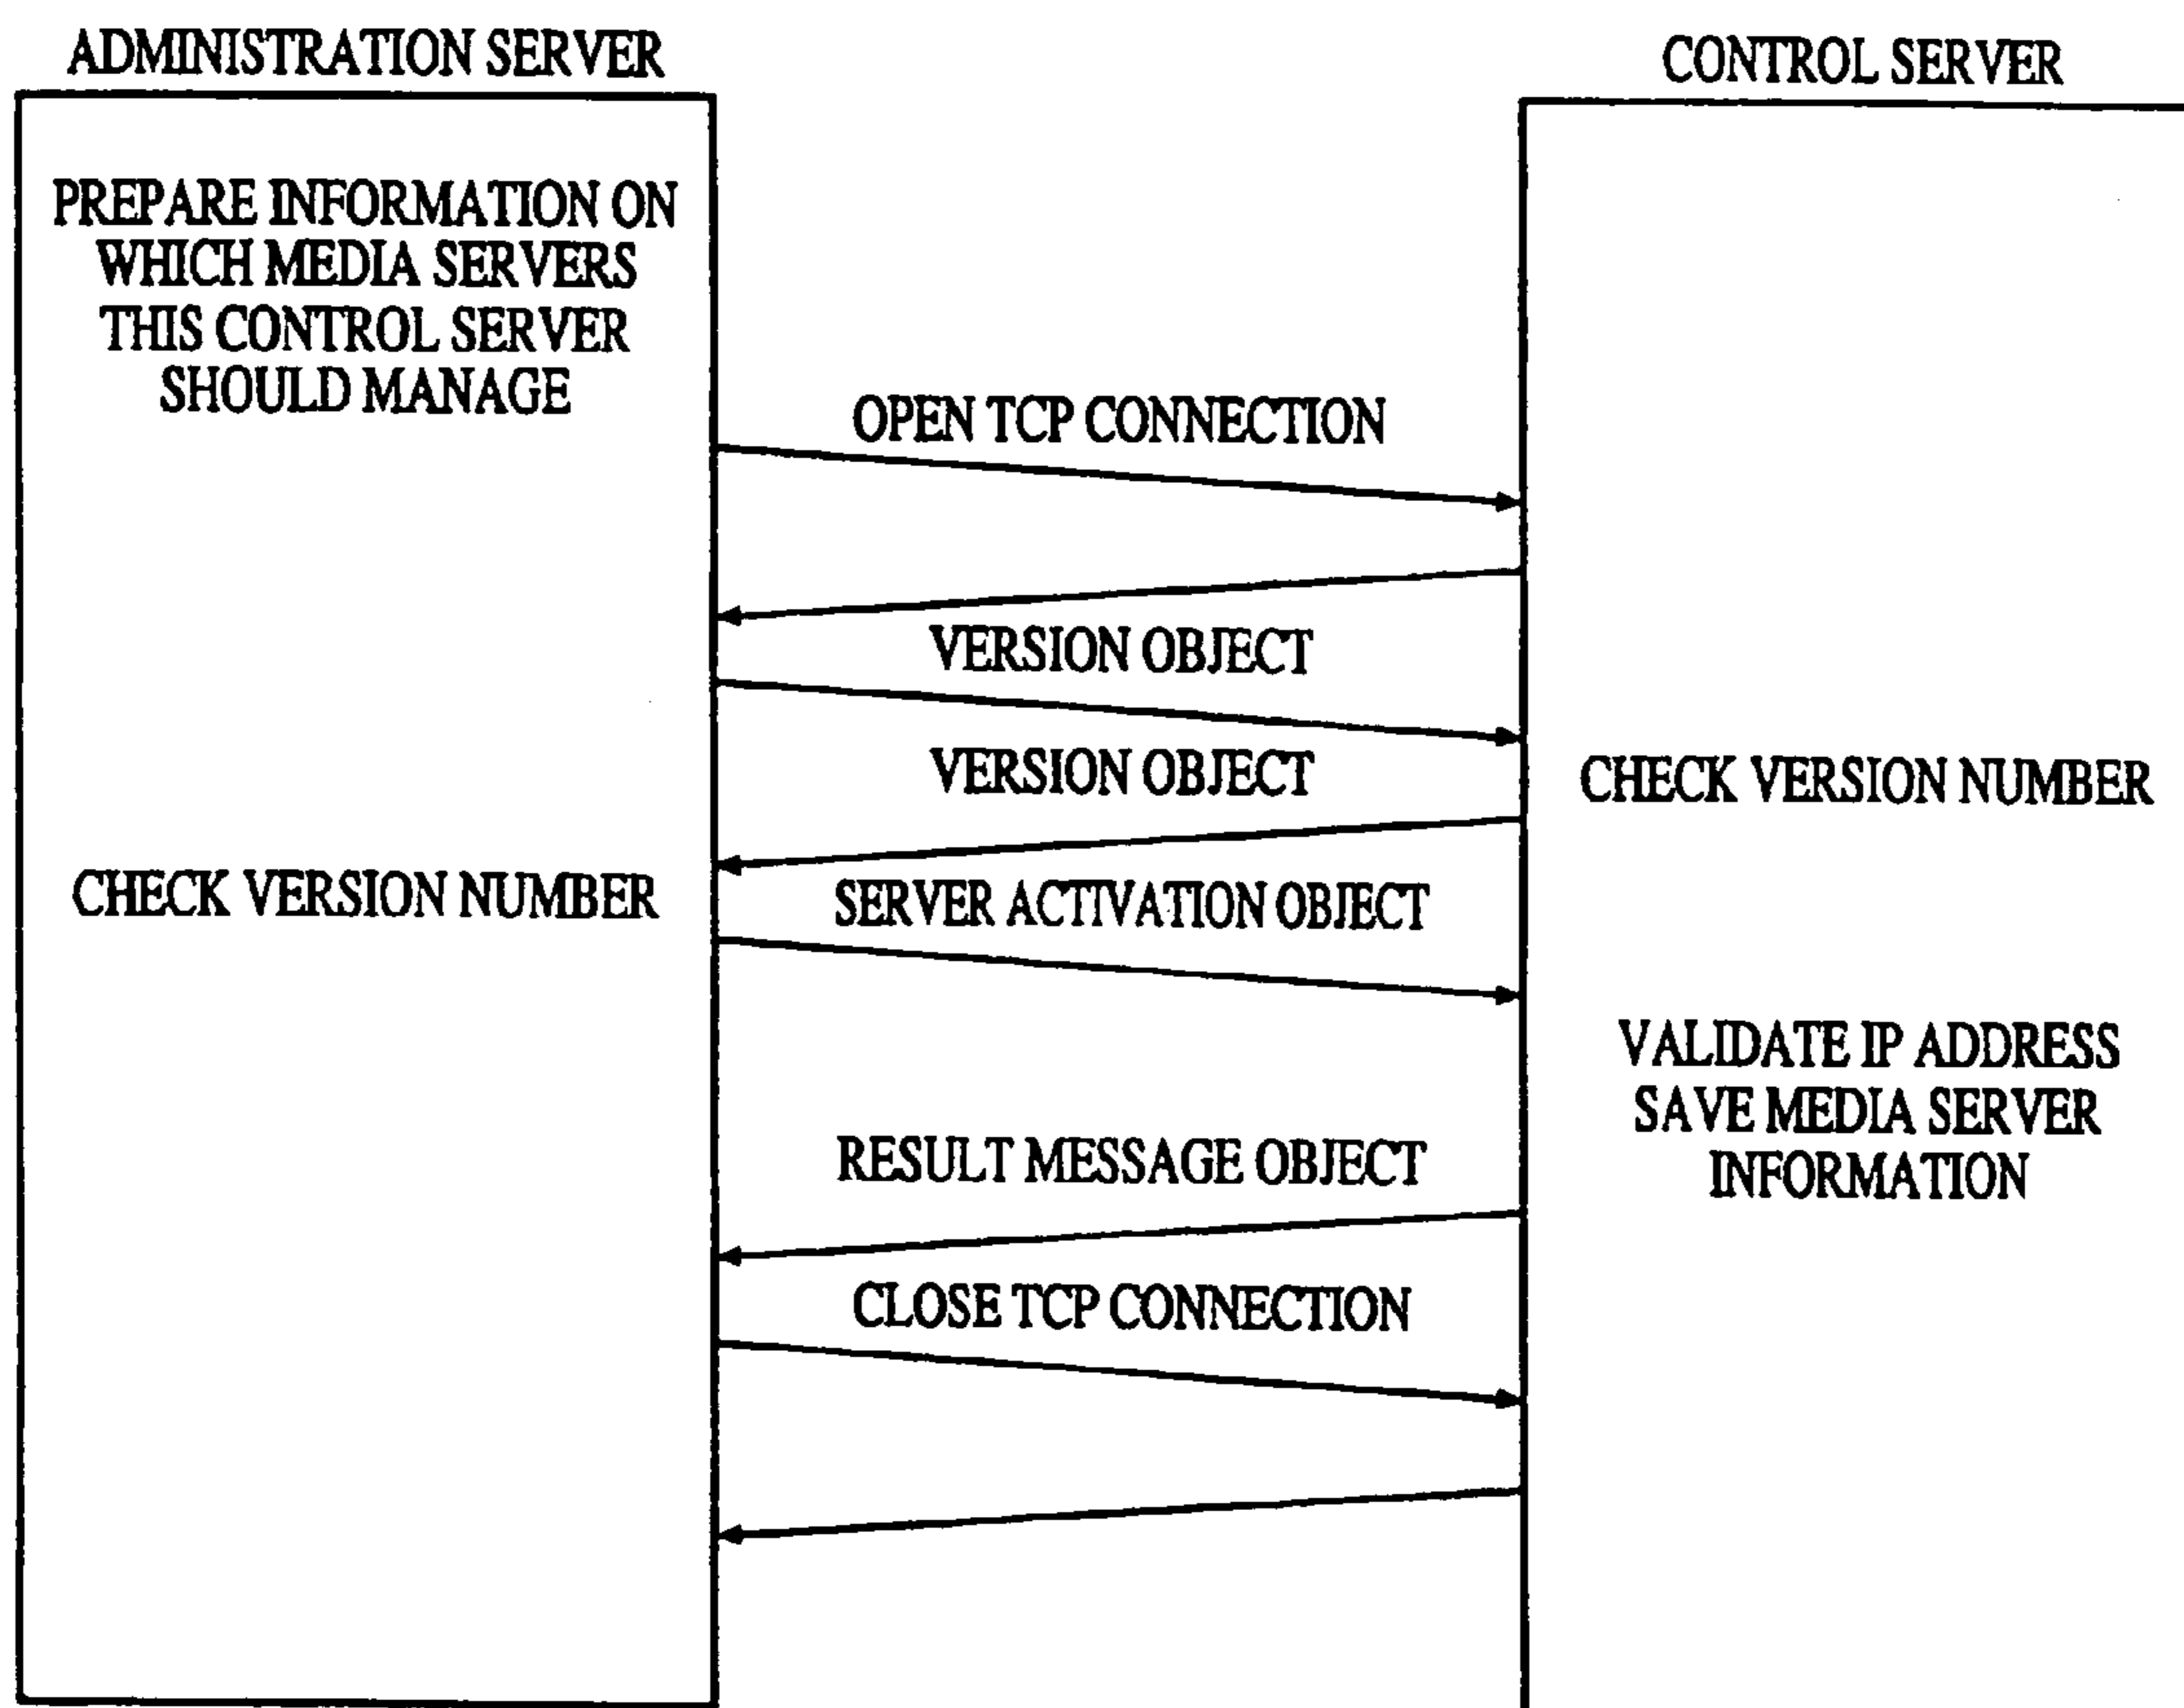 ADMINISTRATION SERVER
CONTROL SERVER
PREPARE INFORMATION ON
WHICH MEDIA SERVERS
THIS CONTROL SERVER
SHOULD MANAGE
OPEN TCP CONNECTION
VERSION OBJECT
VERSION OBJECT
CHECK VERSION NUMBER
CHECK VERSION NUMBER
SERVER ACTIVATION OBJECT
VALIDATE IP ADDRESS
SAVE MEDIA SERVER
INFORMATION
RESULT MESSAGE OBJECT
CLOSE TCP CONNECTION